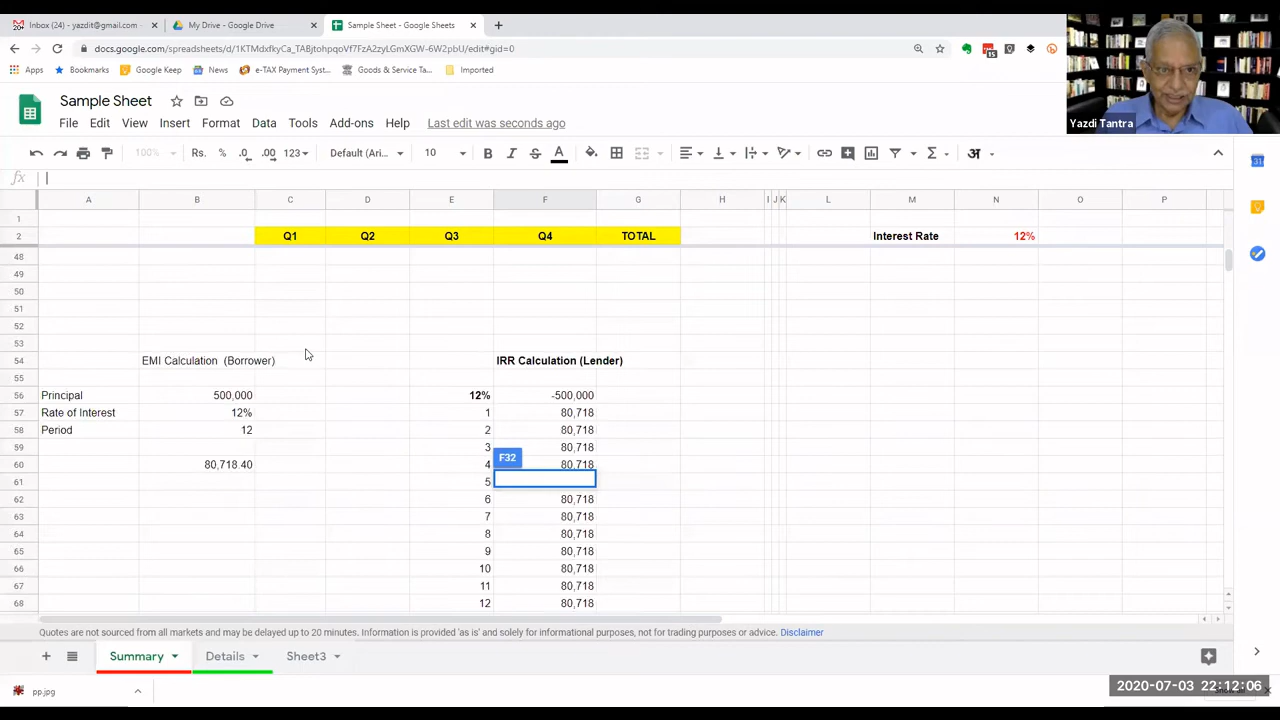 Inbox (24) - yazdit@gmail.com
My Drive - Google Drive
Sample Sheet - Google Sheets
docs.google.com/spreadsheets/d/1KTMdxfkyCa_TABjtohpqoVf7FzA2zyLGmXGW-6W2pbU/edit#gid=0
15
Apps Bookmarks Google Keep News e-TAX Payment Syst... Goods & Service Ta... Imported
Sample Sheet
File Edit View Insert Format Data Tools Add-ons Help Last edit was seconds ago
Yazdi Tantra
100% Rs. % .0 .00 123 Default (Ari... 10 B I S A Σ अ
fx
A B C D E F G H I J K L M N O P
1
2 Q1 Q2 Q3 Q4 TOTAL Interest Rate 12%
48
49
50
51
52
53
54 EMI Calculation (Borrower) IRR Calculation (Lender)
55
56 Principal 500,000 12% -500,000
57 Rate of Interest 12% 1 80,718
58 Period 12 2 80,718
59 3 80,718
F32
60 80,718.40 4 80,718
61 5
62 6 80,718
63 7 80,718
64 8 80,718
65 9 80,718
66 10 80,718
67 11 80,718
68 12 80,718
Quotes are not sourced from all markets and may be delayed up to 20 minutes. Information is provided 'as is' and solely for informational purposes, not for trading purposes or advice. Disclaimer
Summary Details Sheet3
pp.jpg
2020-07-03 22:12:06